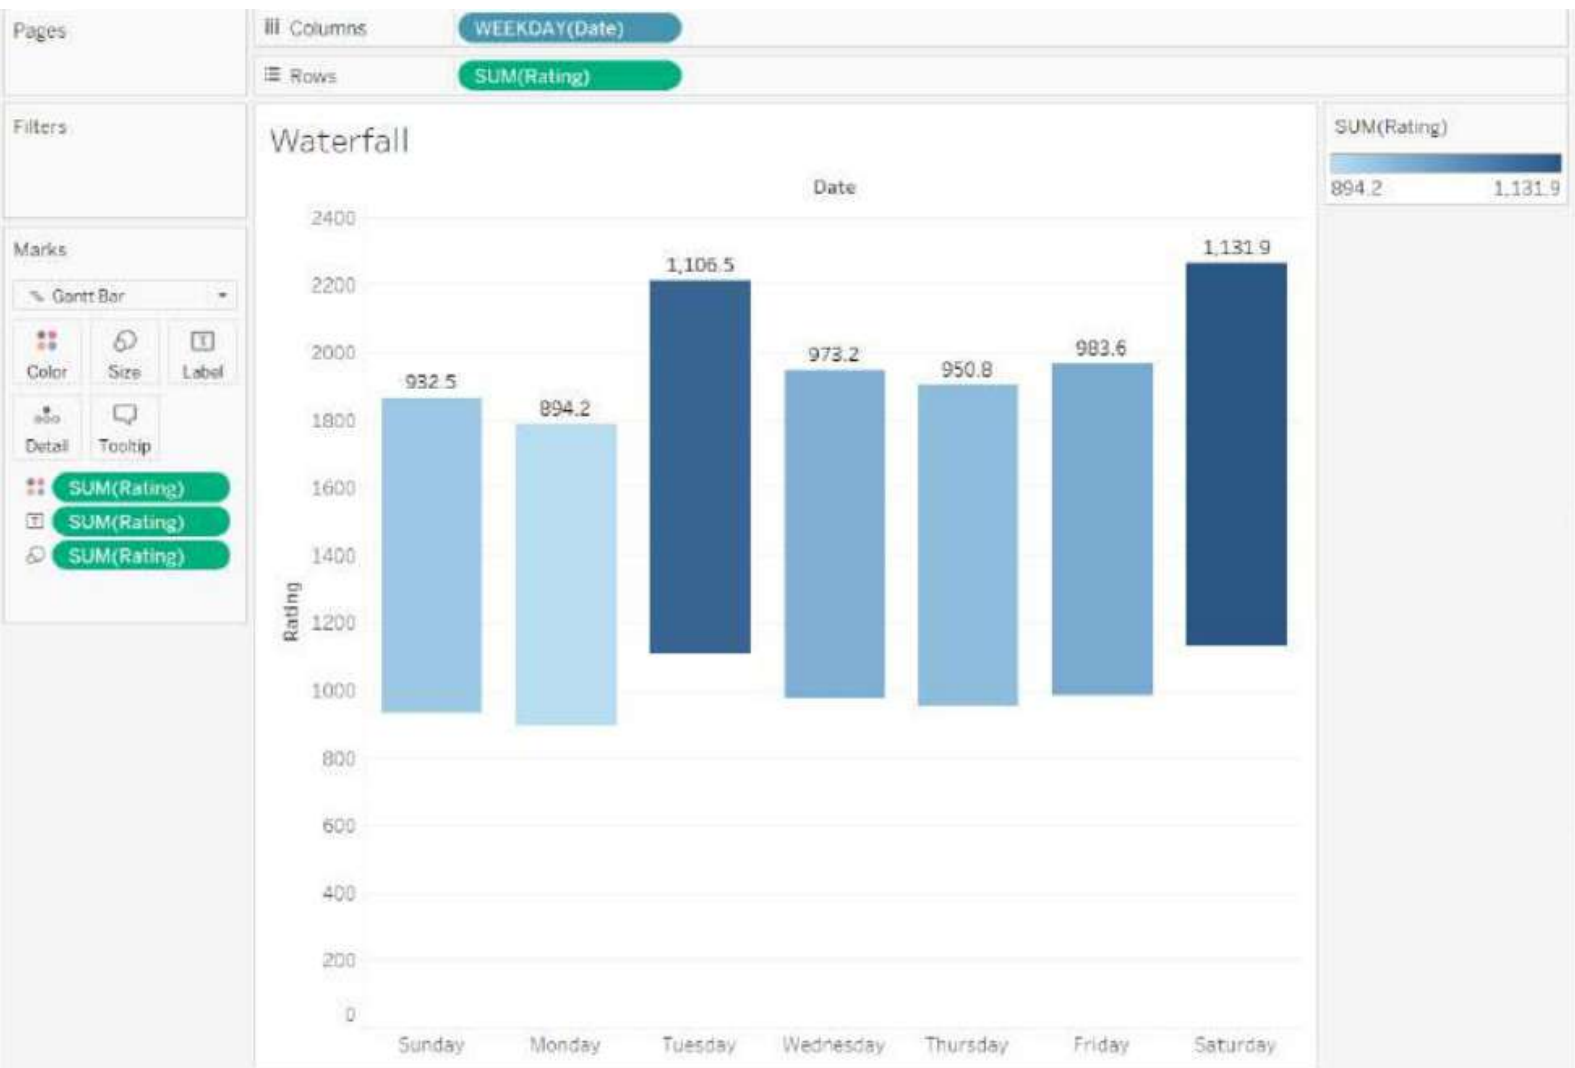 Pages
Columns
WEEKDAY(Date)
Rows
SUM(Rating)
Filters
Marks
Gantt Bar
Color
Size
Label
Detail
Tooltip
SUM(Rating)
SUM(Rating)
SUM(Rating)
Waterfall
Date
2400
2200
2000
1800
1600
1400
1200
1000
800
600
400
200
0
Rating
932.5
894.2
1,106.5
973.2
950.8
983.6
1,131.9
Sunday
Monday
Tuesday
Wednesday
Thursday
Friday
Saturday
SUM(Rating)
894.2
1,131.9